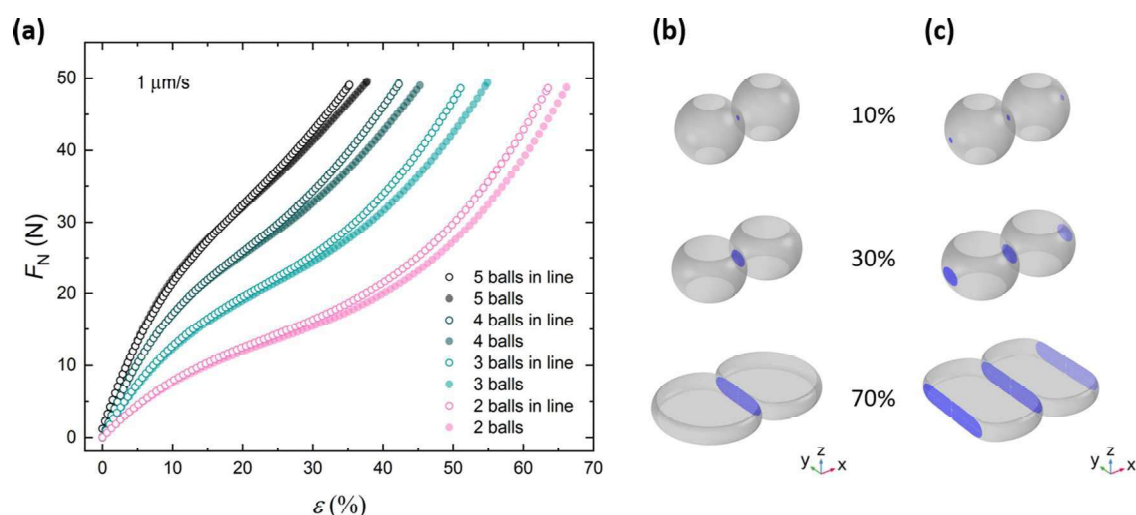 (a)
(b)
(c)
1 μm/s
50
40
30
20
10
0
F_N (N)
5 balls in line
5 balls
4 balls in line
4 balls
3 balls in line
3 balls
2 balls in line
2 balls
0 10 20 30 40 50 60 70
ε (%)
10%
30%
70%
y z x
y z x